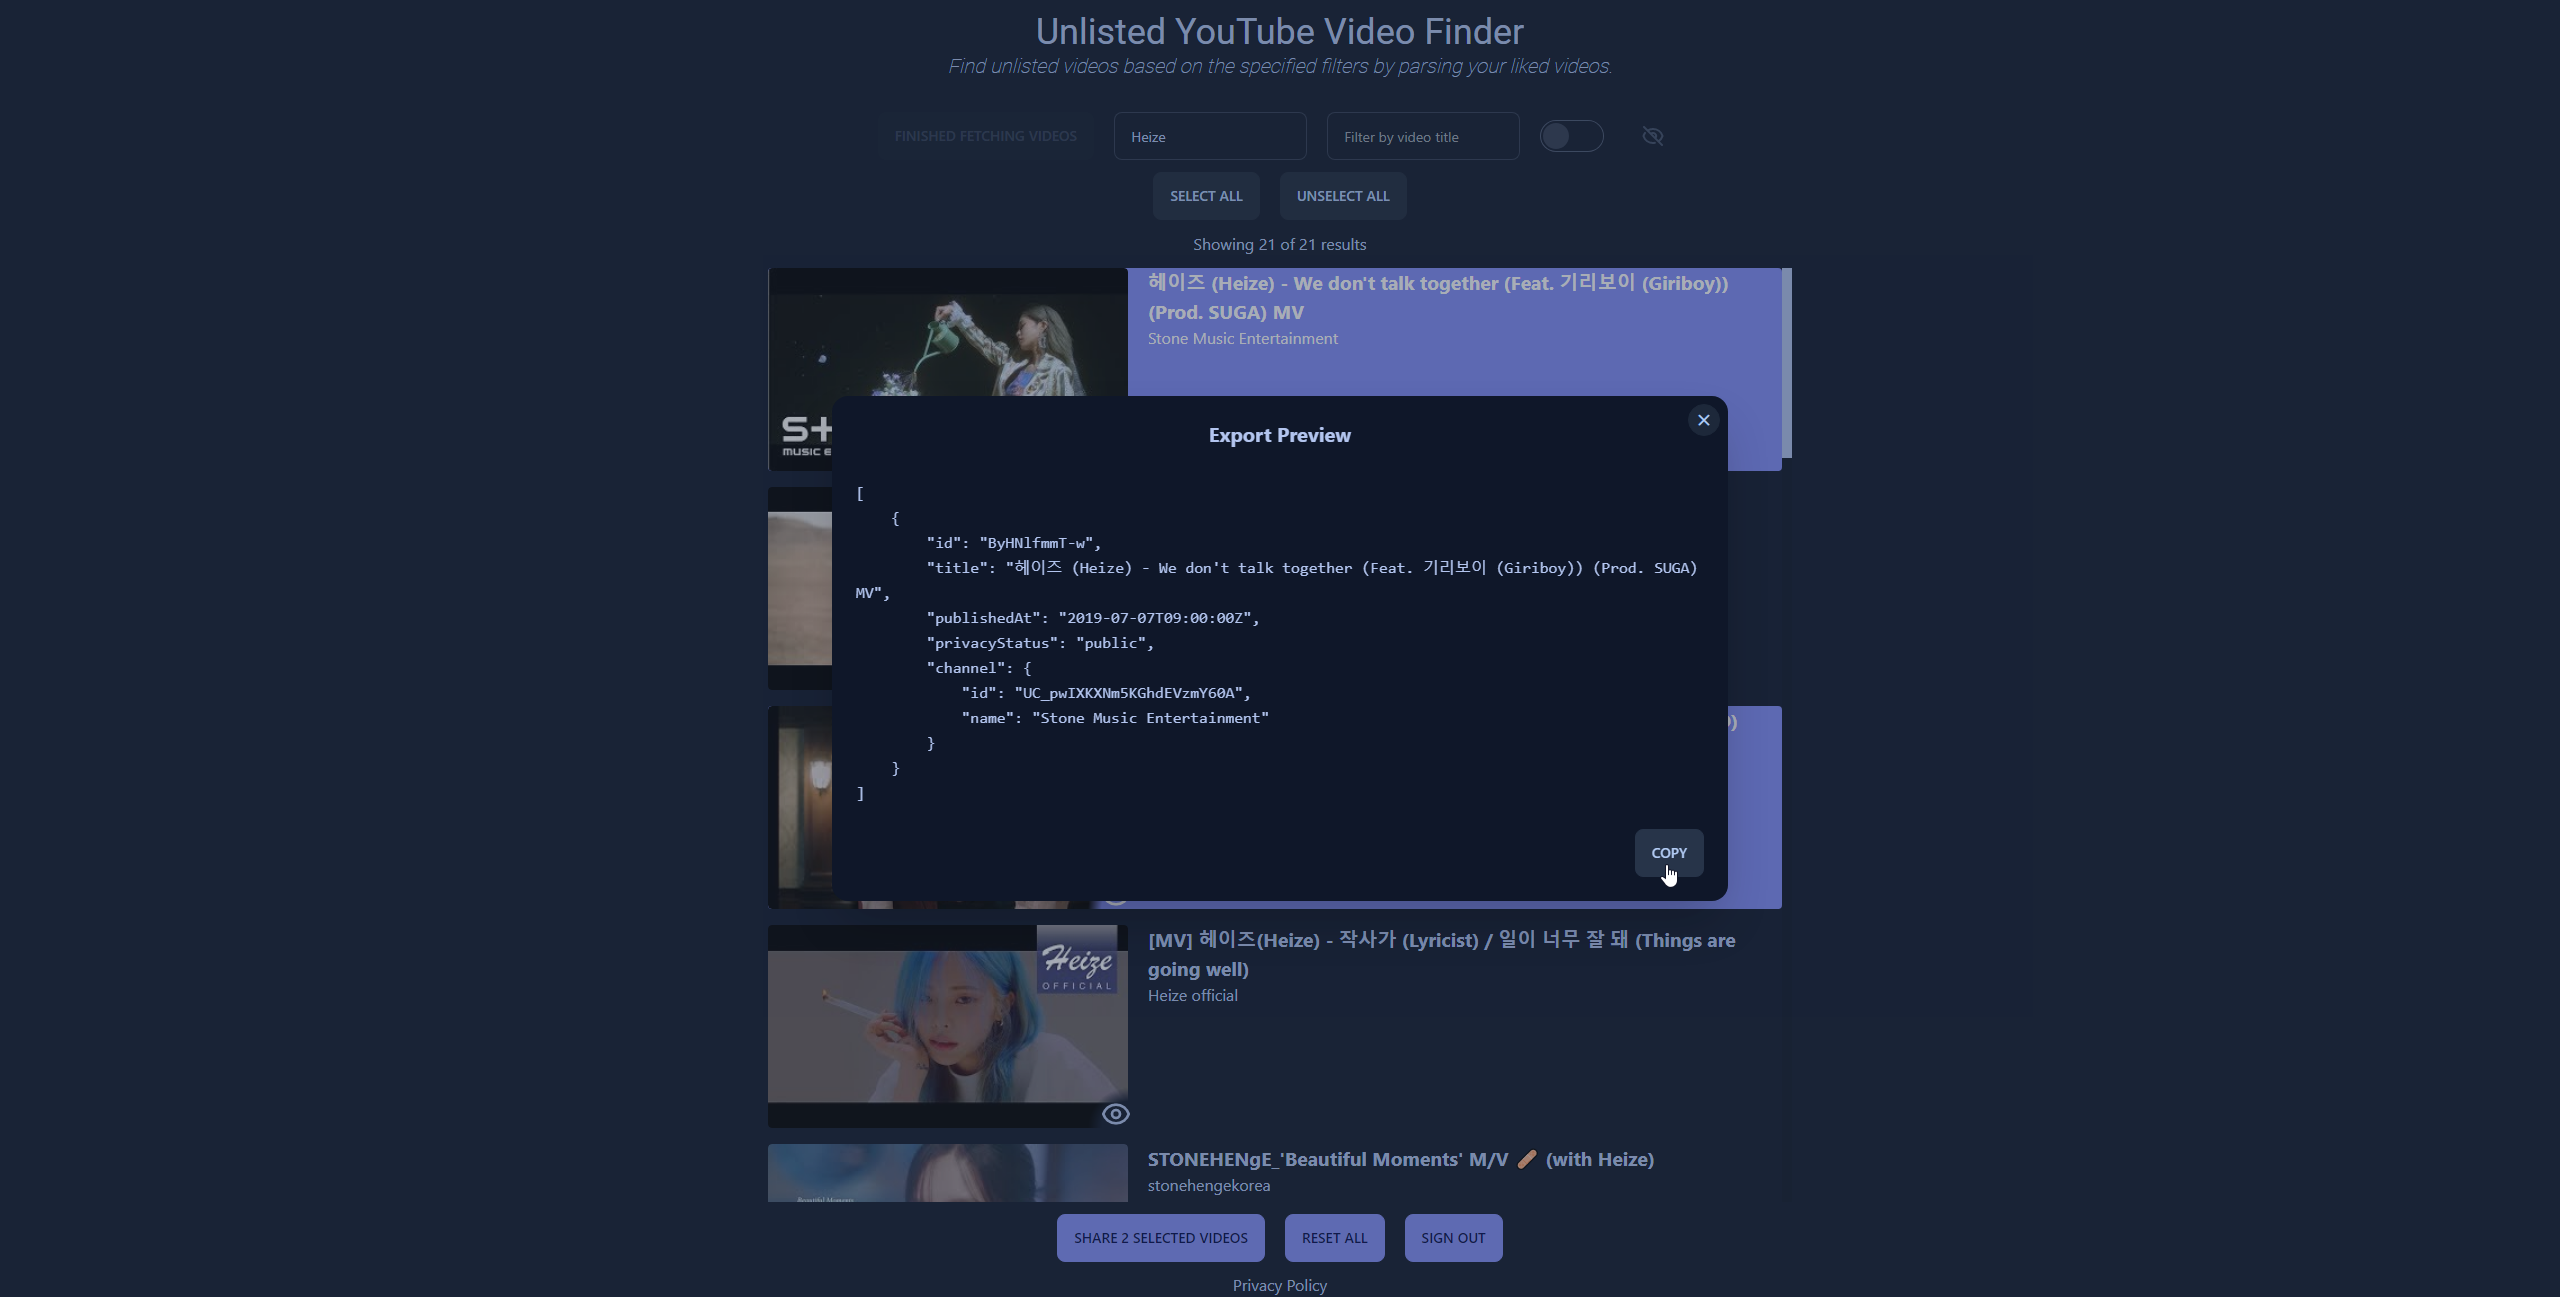 Unlisted YouTube Video Finder
Find unlisted videos based on the specified filters by parsing your liked videos.
FINISHED FETCHING VIDEOS
Heize
Filter by video title
SELECT ALL
UNSELECT ALL
Showing 21 of 21 results
헤이즈 (Heize) - We don't talk together (Feat. 기리보이 (Giriboy))
(Prod. SUGA) MV
Stone Music Entertainment
Export Preview
[
{
"id": "ByHNlfmmT-w",
"title": "헤이즈 (Heize) - We don't talk together (Feat. 기리보이 (Giriboy)) (Prod. SUGA)
MV",
"publishedAt": "2019-07-07T09:00:00Z",
"privacyStatus": "public",
"channel": {
"id": "UC_pwIXKXNm5KGhdEVzmY60A",
"name": "Stone Music Entertainment"
}
}
]
COPY
[MV] 헤이즈(Heize) - 작사가 (Lyricist) / 일이 너무 잘 돼 (Things are
going well)
Heize official
Heize
OFFICIAL
STONEHENgE_'Beautiful Moments' M/V 🩹 (with Heize)
stonehengekorea
Beautiful Moments
SHARE 2 SELECTED VIDEOS
RESET ALL
SIGN OUT
Privacy Policy